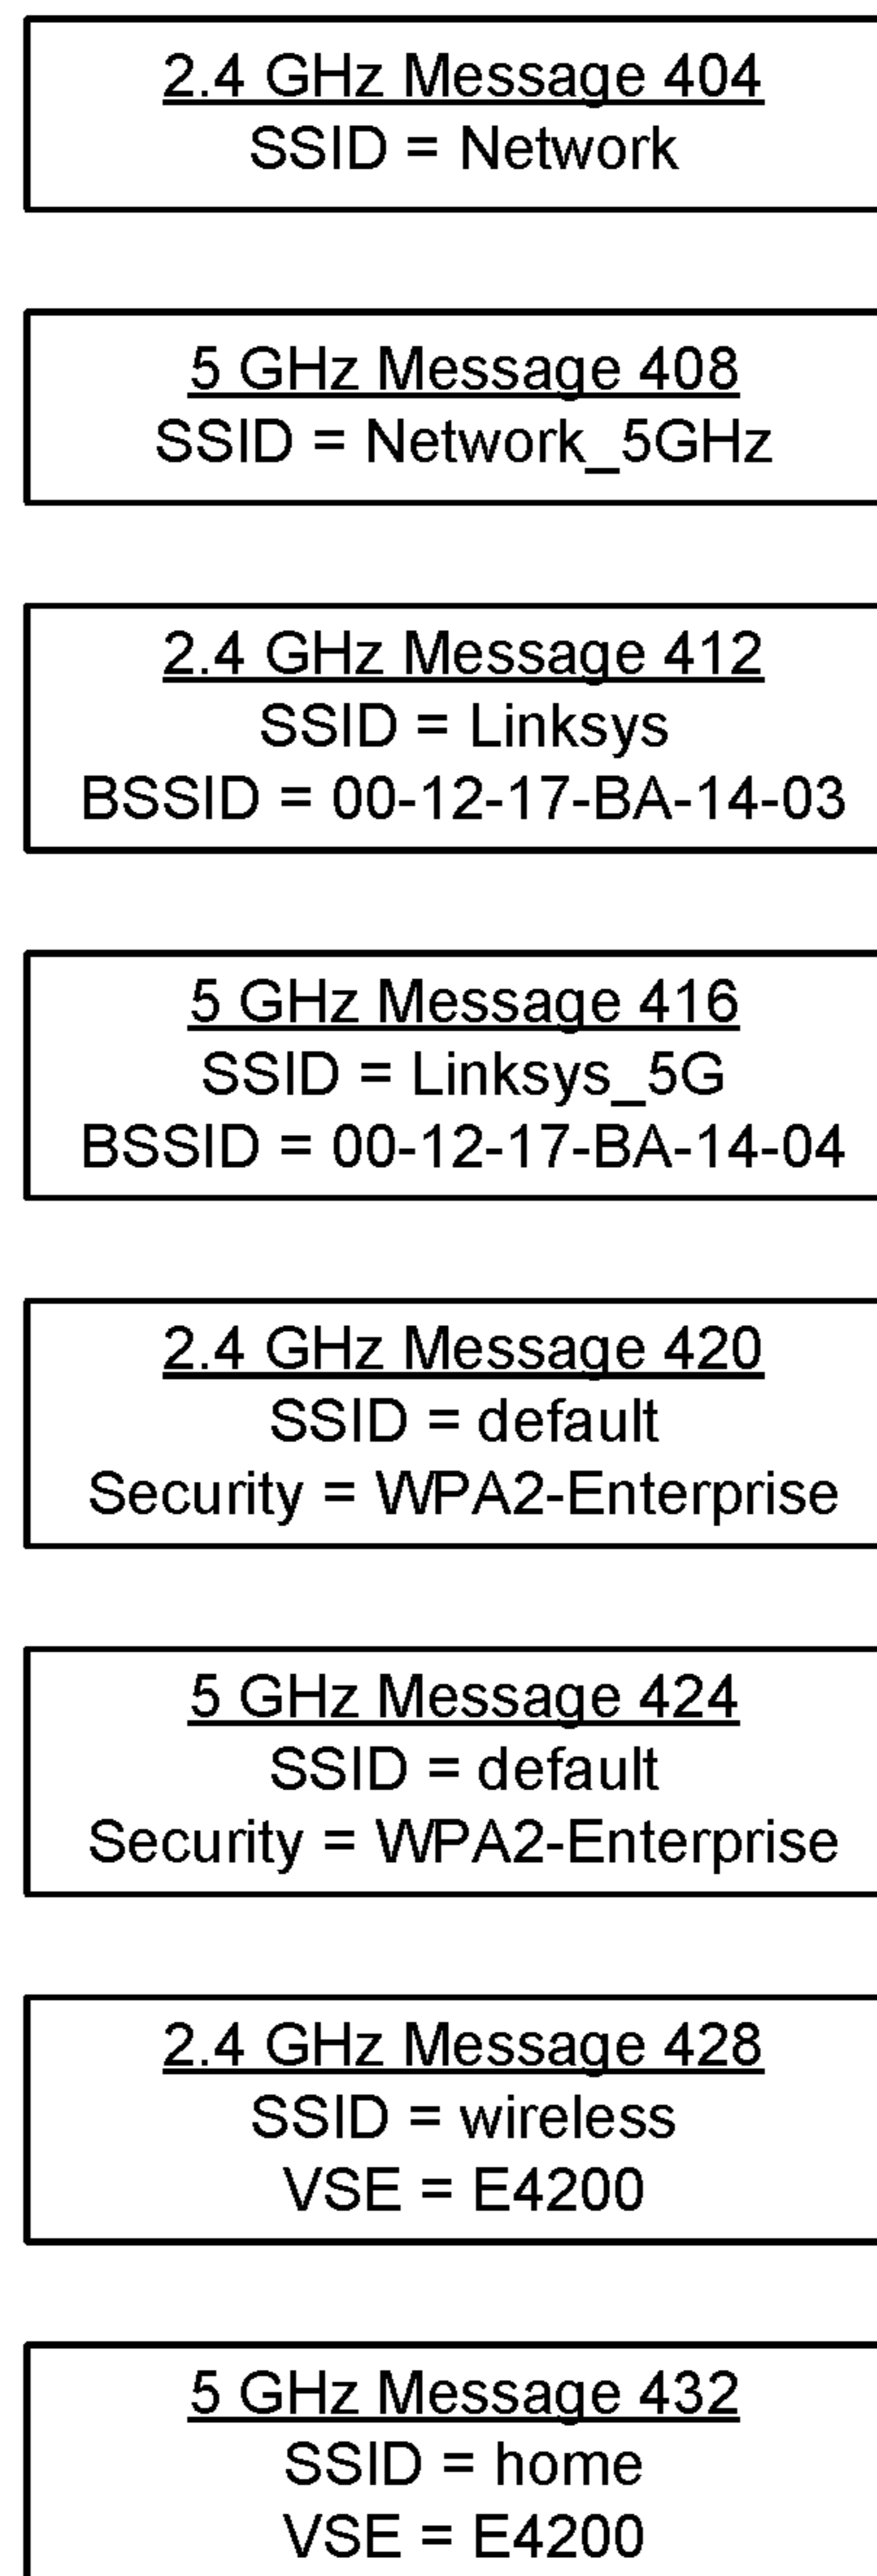 2.4 GHz Message 404
SSID = Network
5 GHz Message 408
SSID = Network_5GHz
2.4 GHz Message 412
SSID = Linksys
BSSID = 00-12-17-BA-14-03
5 GHz Message 416
SSID = Linksys_5G
BSSID = 00-12-17-BA-14-04
2.4 GHz Message 420
SSID = default
Security = WPA2-Enterprise
5 GHz Message 424
SSID = default
Security = WPA2-Enterprise
2.4 GHz Message 428
SSID = wireless
VSE = E4200
5 GHz Message 432
SSID = home
VSE = E4200